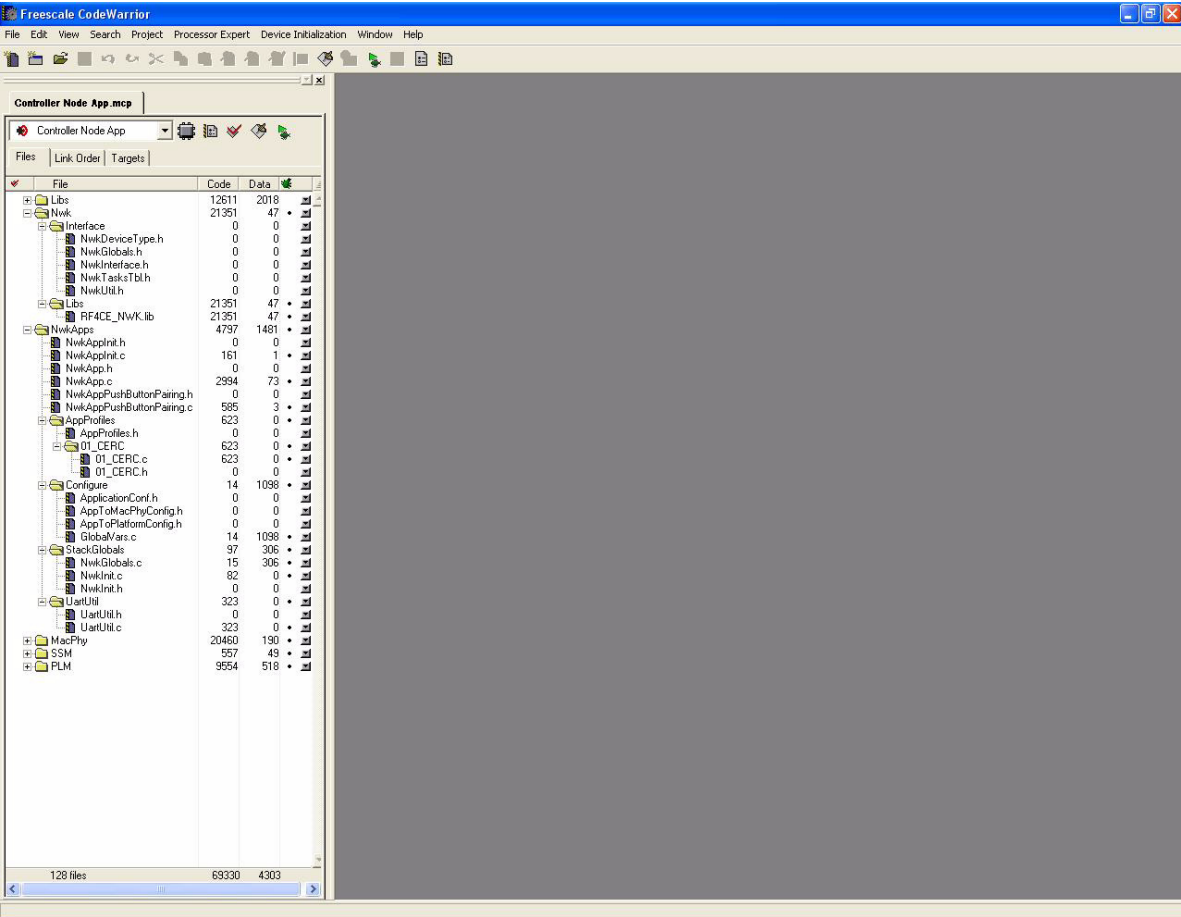 Freescale CodeWarrior
File Edit View Search Project Processor Expert Device Initialization Window Help
Controller Node App.mcp
Controller Node App
Files Link Order Targets
File Code Data
Libs 12611 2018
Nwk 21351 47
Interface 0 0
NwkDeviceType.h 0 0
NwkGlobals.h 0 0
NwkInterface.h 0 0
NwkTasksTbl.h 0 0
NwkUtil.h 0 0
Libs 21351 47
RF4CE_NWK.lib 21351 47
NwkApps 4797 1481
NwkAppInit.h 0 0
NwkAppInit.c 161 1
NwkApp.h 0 0
NwkApp.c 2994 73
NwkAppPushButtonPairing.h 0 0
NwkAppPushButtonPairing.c 585 3
AppProfiles 623 0
AppProfiles.h 0 0
01_CERC 623 0
01_CERC.c 623 0
01_CERC.h 0 0
Configure 14 1098
ApplicationConf.h 0 0
AppToMacPhyConfig.h 0 0
AppToPlatformConfig.h 0 0
GlobalVars.c 14 1098
StackGlobals 97 306
NwkGlobals.c 15 306
NwkInit.c 82 0
NwkInit.h 0 0
UartUtil 323 0
UartUtil.h 0 0
UartUtil.c 323 0
MacPhy 20460 190
SSM 557 49
PLM 9554 518
128 files 69330 4303